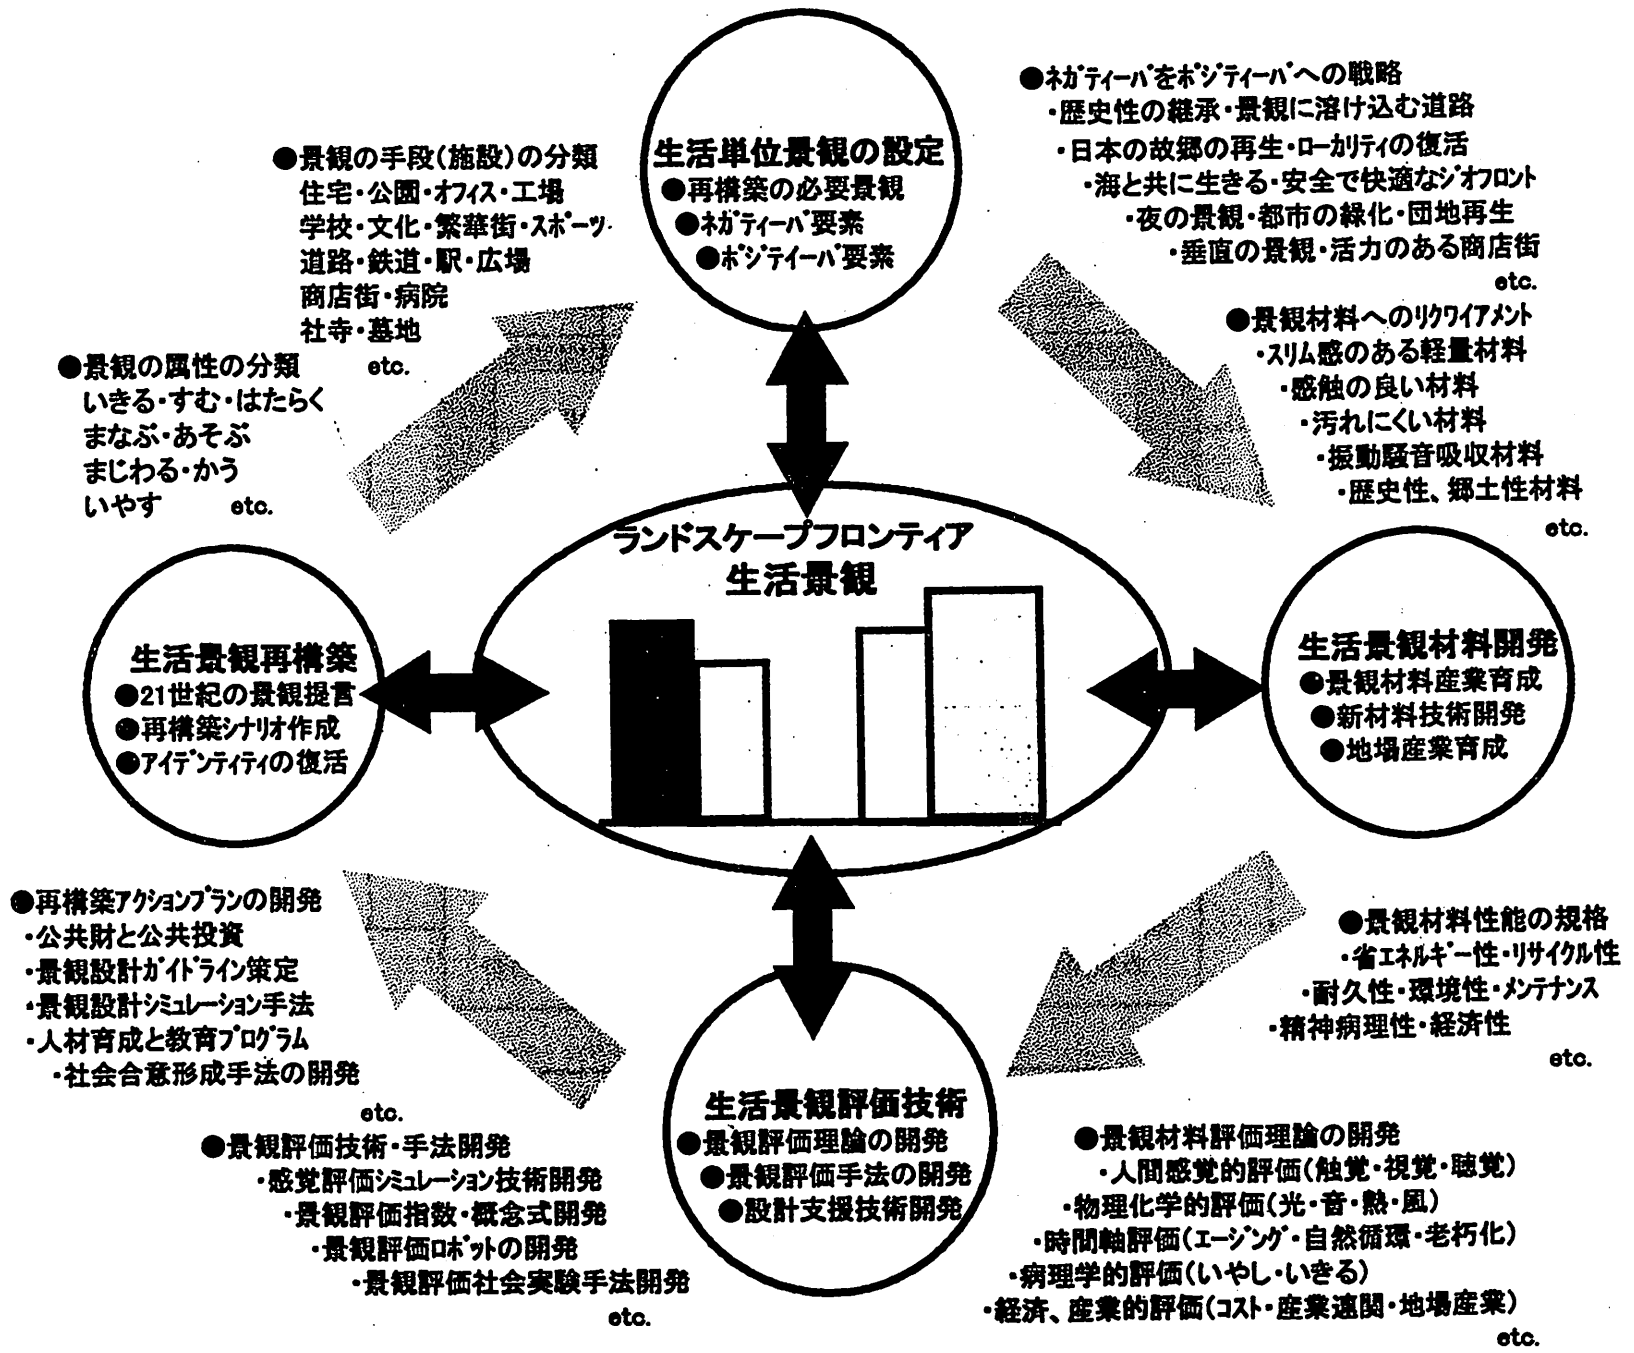 生活単位景観の設定
●再構築の必要景観
●ネガティーバ要素
●ポジティーバ要素
●ネガティーバをポジティーバへの戦略
・歴史性の継承・景観に溶け込む道路
・日本の故郷の再生・ローカリティの復活
・海と共に生きる・安全で快適なジオフロント
・夜の景観・都市の緑化・団地再生
・垂直の景観・活力のある商店街
etc.
●景観材料へのリクワイアメント
・スリム感のある軽量材料
・感触の良い材料
・汚れにくい材料
・振動騒音吸収材料
・歴史性、郷土性材料
etc.
●景観の手段(施設)の分類
住宅・公園・オフィス・工場
学校・文化・繁華街・スポーツ・
道路・鉄道・駅・広場
商店街・病院
社寺・墓地
etc.
●景観の属性の分類
いきる・すむ・はたらく
まなぶ・あそぶ
まじわる・かう
いやす etc.
ランドスケープフロンティア
生活景観
生活景観再構築
●21世紀の景観提言
●再構築シナリオ作成
●アイデンティティの復活
生活景観材料開発
●景観材料産業育成
●新材料技術開発
●地場産業育成
●再構築アクションプランの開発
・公共財と公共投資
・景観設計ガイドライン策定
・景観設計シミュレーション手法
・人材育成と教育プログラム
・社会合意形成手法の開発
etc.
●景観評価技術・手法開発
・感覚評価シミュレーション技術開発
・景観評価指数・概念式開発
・景観評価ロボットの開発
・景観評価社会実験手法開発
etc.
生活景観評価技術
●景観評価理論の開発
●景観評価手法の開発
●設計支援技術開発
●景観材料性能の規格
・省エネルギー性・リサイクル性
・耐久性・環境性・メンテナンス
・精神病理性・経済性
etc.
●景観材料評価理論の開発
・人間感覚的評価(触覚・視覚・聴覚)
・物理化学的評価(光・音・熱・風)
・時間軸評価(エージング・自然循環・老朽化)
・病理学的評価(いやし・いきる)
・経済、産業的評価(コスト・産業連関・地場産業)
etc.